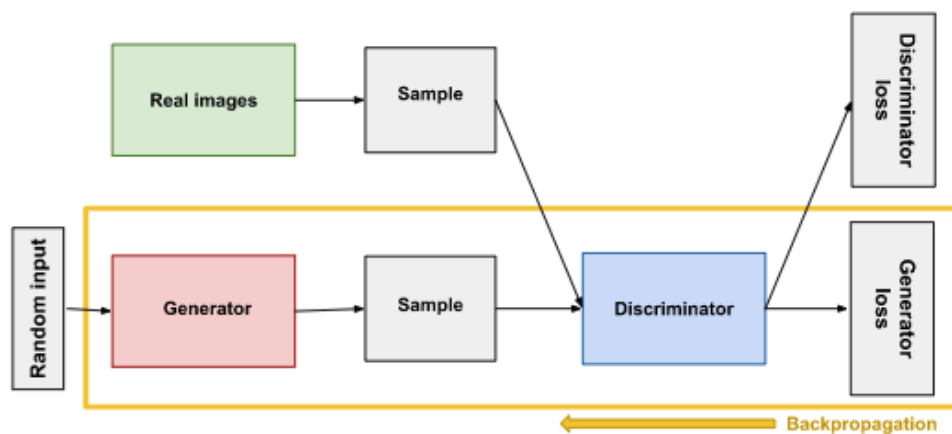 Real images
Sample
Discriminator
loss
Random input
Generator
Sample
Discriminator
Generator
loss
Backpropagation